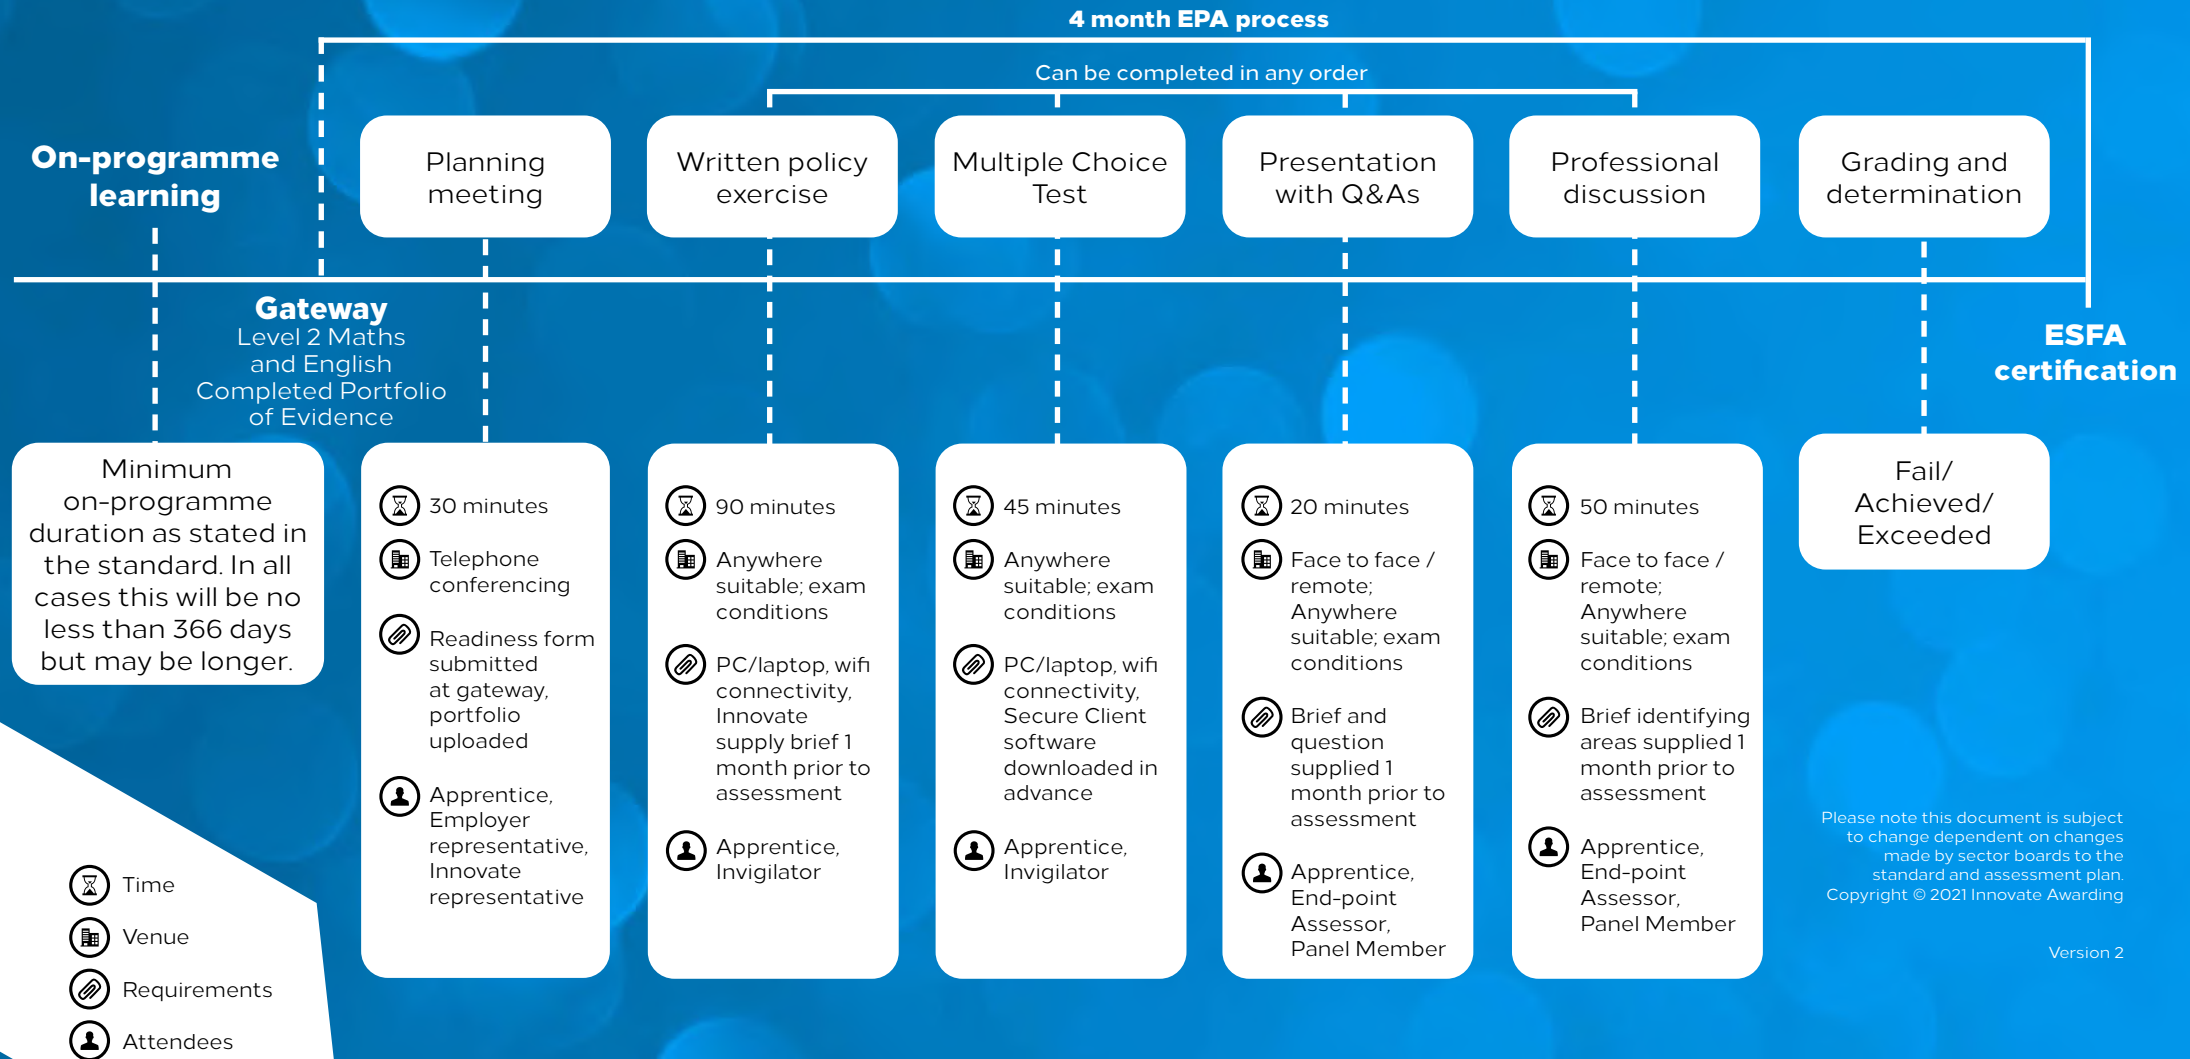 4 month EPA process
Can be completed in any order
On-programme
learning
Planning
meeting
Written policy
exercise
Multiple Choice
Test
Presentation
with Q&As
Professional
discussion
Grading and
determination
Gateway
Level 2 Maths
and English
Completed Portfolio
of Evidence
ESFA
certification
Minimum
on-programme
duration as stated in
the standard. In all
cases this will be no
less than 366 days
but may be longer.
30 minutes
Telephone
conferencing
Readiness form
submitted
at gateway,
portfolio
uploaded
Apprentice,
Employer
representative,
Innovate
representative
90 minutes
Anywhere
suitable; exam
conditions
PC/laptop, wifi
connectivity,
Innovate
supply brief 1
month prior to
assessment
Apprentice,
Invigilator
45 minutes
Anywhere
suitable; exam
conditions
PC/laptop, wifi
connectivity,
Secure Client
software
downloaded in
advance
Apprentice,
Invigilator
20 minutes
Face to face /
remote;
Anywhere
suitable; exam
conditions
Brief and
question
supplied 1
month prior to
assessment
Apprentice,
End-point
Assessor,
Panel Member
50 minutes
Face to face /
remote;
Anywhere
suitable; exam
conditions
Brief identifying
areas supplied 1
month prior to
assessment
Apprentice,
End-point
Assessor,
Panel Member
Fail/
Achieved/
Exceeded
Time
Venue
Requirements
Attendees
Please note this document is subject
to change dependent on changes
made by sector boards to the
standard and assessment plan.
Copyright © 2021 Innovate Awarding
Version 2